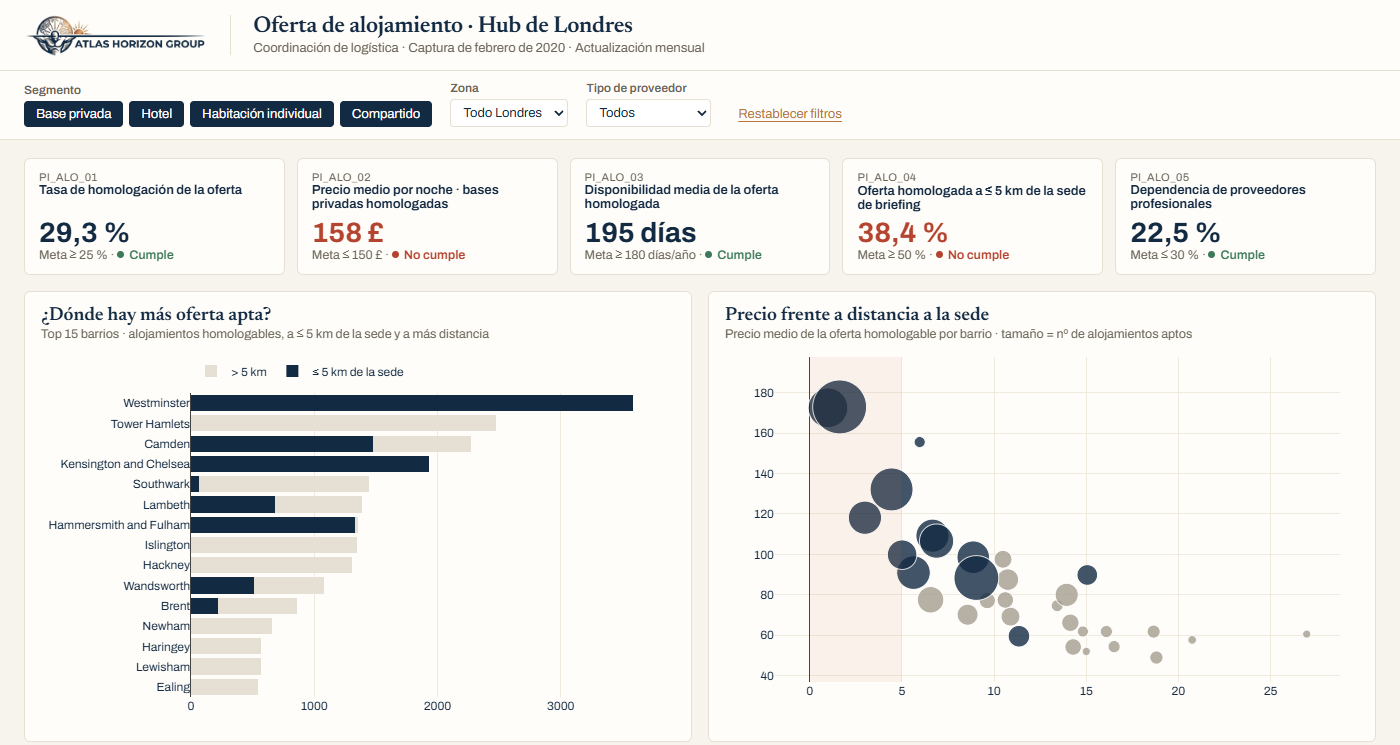 ATLAS HORIZON GROUP
Oferta de alojamiento · Hub de Londres
Coordinación de logística · Captura de febrero de 2020 · Actualización mensual
Segmento
Base privada
Hotel
Habitación individual
Compartido
Zona
Todo Londres
Tipo de proveedor
Todos
Restablecer filtros
PI_ALO_01
Tasa de homologación de la oferta
29,3 %
Meta ≥ 25 % · ● Cumple
PI_ALO_02
Precio medio por noche · bases
privadas homologadas
158 £
Meta ≤ 150 £ · ● No cumple
PI_ALO_03
Disponibilidad media de la oferta
homologada
195 días
Meta ≥ 180 días/año · ● Cumple
PI_ALO_04
Oferta homologada a ≤ 5 km de la sede
de briefing
38,4 %
Meta ≥ 50 % · ● No cumple
PI_ALO_05
Dependencia de proveedores
profesionales
22,5 %
Meta ≤ 30 % · ● Cumple
¿Dónde hay más oferta apta?
Top 15 barrios · alojamientos homologables, a ≤ 5 km de la sede y a más distancia
> 5 km
≤ 5 km de la sede
Westminster
Tower Hamlets
Camden
Kensington and Chelsea
Southwark
Lambeth
Hammersmith and Fulham
Islington
Hackney
Wandsworth
Brent
Newham
Haringey
Lewisham
Ealing
0 1000 2000 3000
Precio frente a distancia a la sede
Precio medio de la oferta homologable por barrio · tamaño = nº de alojamientos aptos
180
160
140
120
100
80
60
40
0 5 10 15 20 25